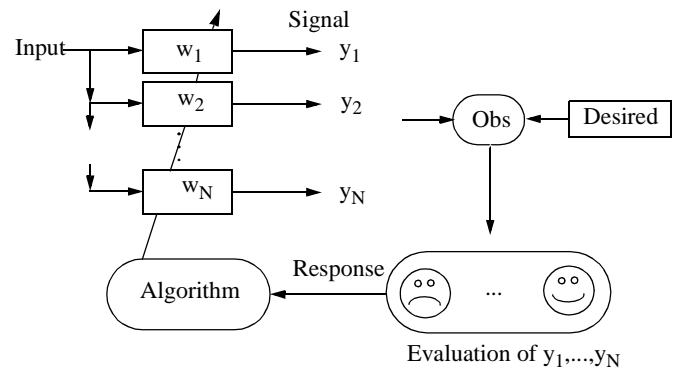 Signal
Input
w1
y1
w2
y2
Obs
Desired
wN
yN
Response
Algorithm
...
Evaluation of y1,...,yN